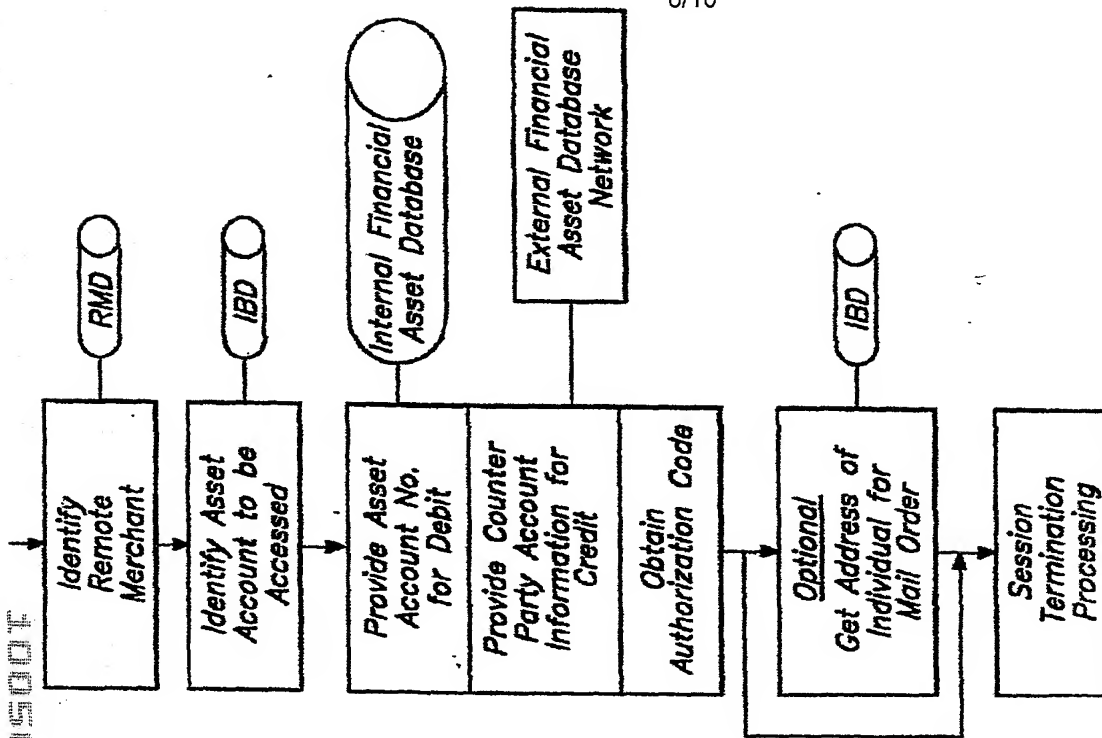 6/10
Identify
Remote
Merchant
RMD
Identify Asset
Account to be
Accessed
IBD
Provide Asset
Account No.
for Debit
Internal Financial
Asset Database
Provide Counter
Party Account
Information for
Credit
External Financial
Asset Database
Network
Obtain
Authorization Code
Optional
Get Address of
Individual for
Mail Order
IBD
Session
Termination
Processing